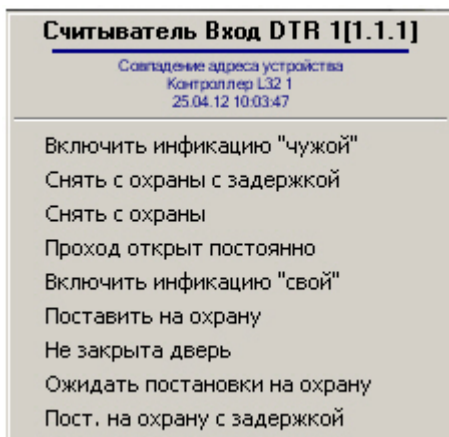 Считыватель Вход DTR 1[1.1.1]
Совпадение адреса устройства
Контроллер L32 1
25.04.12 10:03:47
Включить инфикацию "чужой"
Снять с охраны с задержкой
Снять с охраны
Проход открыт постоянно
Включить инфикацию "свой"
Поставить на охрану
Не закрыта дверь
Ожидать постановки на охрану
Пост. на охрану с задержкой